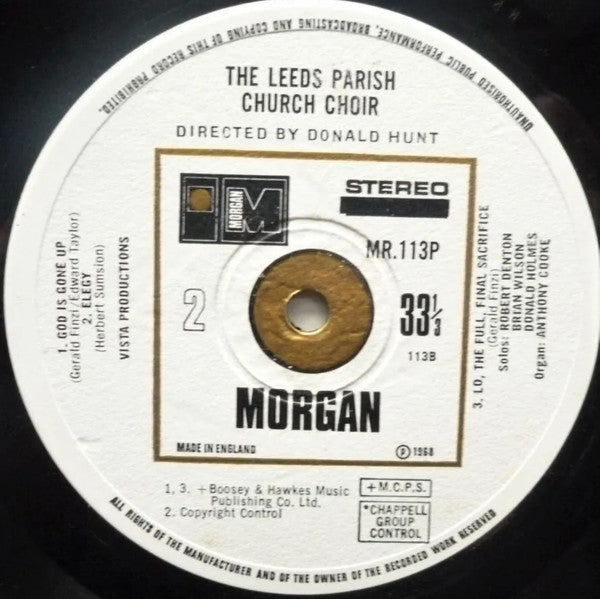 UNAUTHORISED PUBLIC PERFORMANCE, BROADCASTING AND COPYING OF THIS RECORD PROHIBITED.
THE LEEDS PARISH
CHURCH CHOIR
DIRECTED BY DONALD HUNT
MORGAN
M
STEREO
MR.113P
2
33 1/3
113B
MORGAN
MADE IN ENGLAND
℗ 1968
1. GOD IS GONE UP
(Gerald Finzi/Edward Taylor)
2. ELEGY
(Herbert Sumsion)
VISTA PRODUCTIONS
3. LO, THE FULL, FINAL SACRIFICE
(Gerald Finzi)
Solos: ROBERT DENTON
BRIAN WILSON
DONALD HOLMES
Organ: ANTHONY COOKE
1, 3. +Boosey & Hawkes Music
Publishing Co. Ltd.
2. Copyright Control
+M.C.P.S.
*CHAPPELL
GROUP
CONTROL
ALL RIGHTS OF THE MANUFACTURER AND OF THE OWNER OF THE RECORDED WORK RESERVED